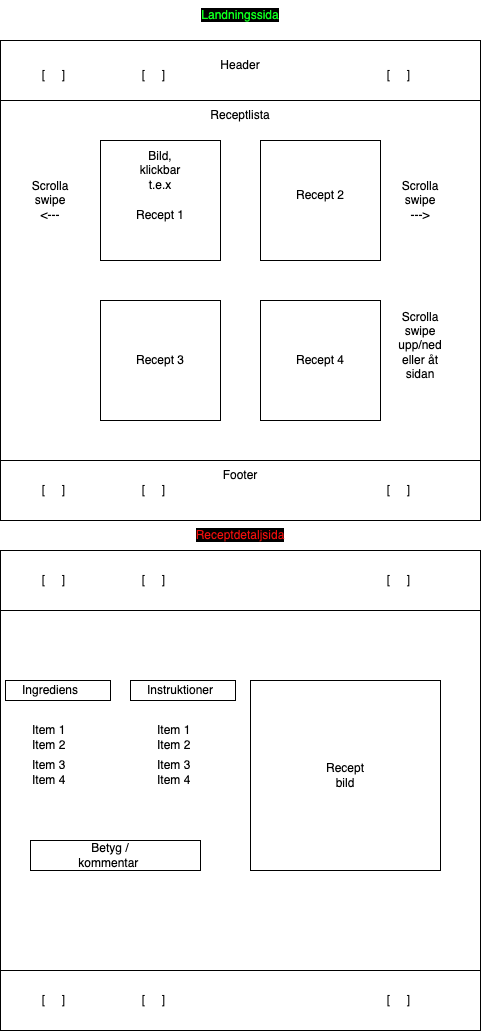 Landningssida
Header
[ ] [ ] [ ]
Receptlista
Bild,
klickbar
t.e.x
Recept 1
Recept 2
Scrolla
swipe
<---
Scrolla
swipe
--->
Recept 3
Recept 4
Scrolla
swipe
upp/ned
eller åt
sidan
Footer
[ ] [ ] [ ]
Receptdetaljsida
[ ] [ ] [ ]
Ingrediens
Item 1
Item 2
Item 3
Item 4
Instruktioner
Item 1
Item 2
Item 3
Item 4
Recept
bild
Betyg /
kommentar
[ ] [ ] [ ]